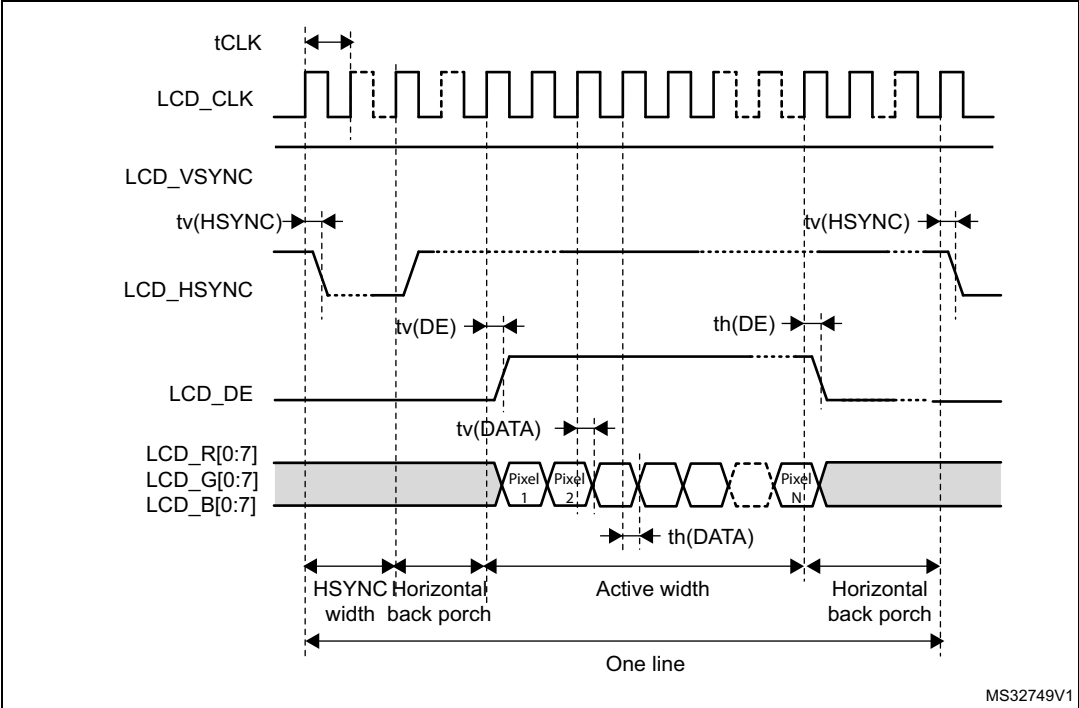 tCLK
LCD_CLK
LCD_VSYNC
tv(HSYNC)
tv(HSYNC)
LCD_HSYNC
tv(DE)
th(DE)
LCD_DE
tv(DATA)
LCD_R[0:7]
LCD_G[0:7]
LCD_B[0:7]
Pixel
1
Pixel
2
Pixel
N
th(DATA)
HSYNC
width
Horizontal
back porch
Active width
Horizontal
back porch
One line
MS32749V1